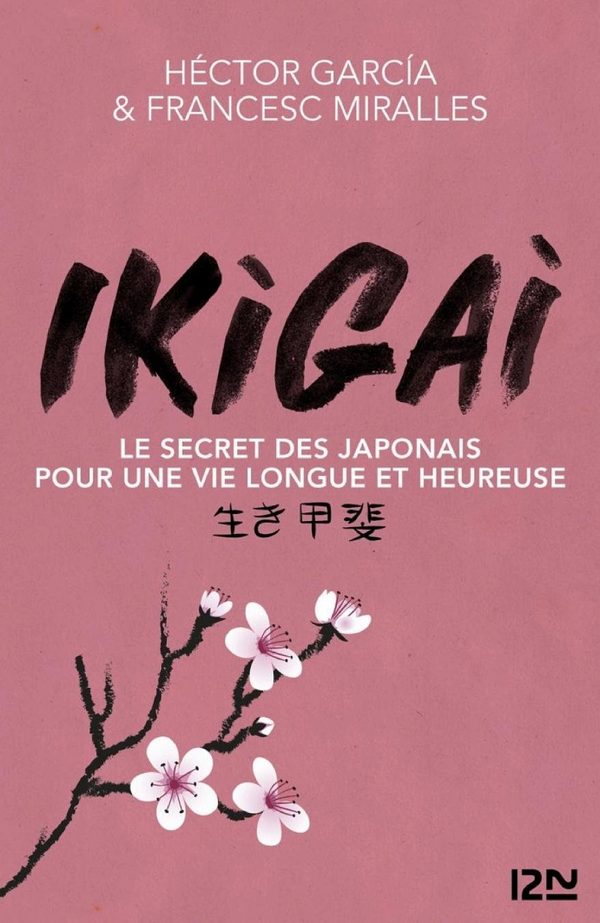 HÉCTOR GARCÍA
& FRANCESC MIRALLES
IKiGAi
LE SECRET DES JAPONAIS
POUR UNE VIE LONGUE ET HEUREUSE
生き甲斐
12N2